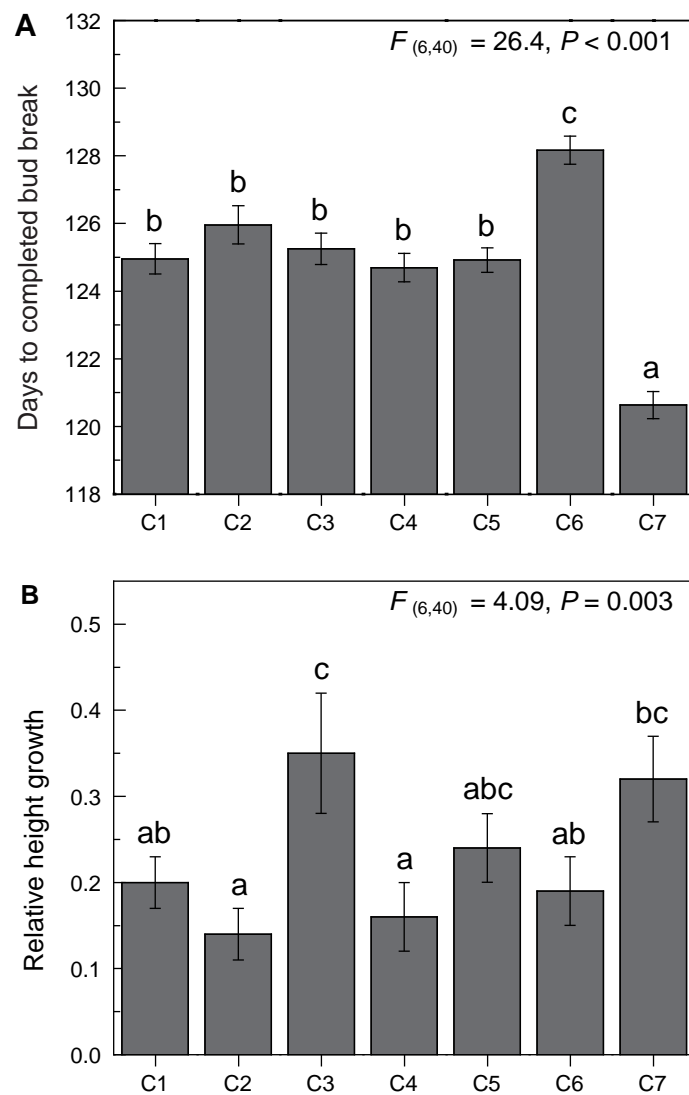 A
F (6,40) = 26.4, P < 0.001
Days to completed bud break
132
130
128
126
124
122
120
118
b
b
b
b
b
c
a
C1 C2 C3 C4 C5 C6 C7
B
F (6,40) = 4.09, P = 0.003
Relative height growth
0.5
0.4
0.3
0.2
0.1
0.0
ab
a
c
a
abc
ab
bc
C1 C2 C3 C4 C5 C6 C7